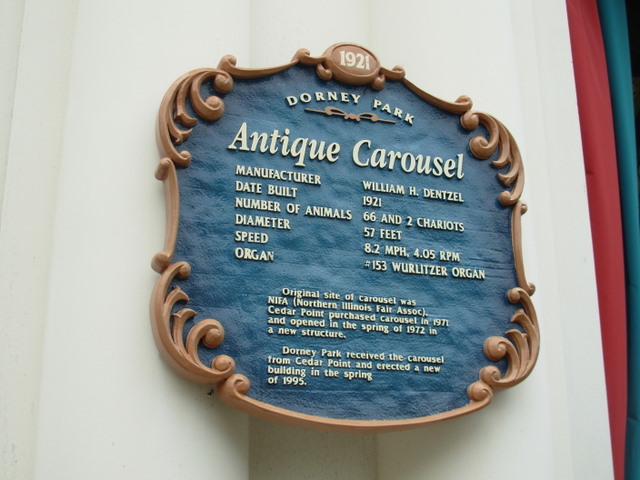 1921
DORNEY PARK
Antique Carousel
MANUFACTURER WILLIAM H. DENTZEL
DATE BUILT 1921
NUMBER OF ANIMALS 66 AND 2 CHARIOTS
DIAMETER 57 FEET
SPEED 8.2 MPH, 4.05 RPM
ORGAN #153 WURLITZER ORGAN
Original site of carousel was
NIFA (Northern Illinois Fair Assoc).
Cedar Point purchased carousel in 1971
and opened in the spring of 1972 in
a new structure.
Dorney Park received the carousel
from Cedar Point and erected a new
building in the spring
of 1995.